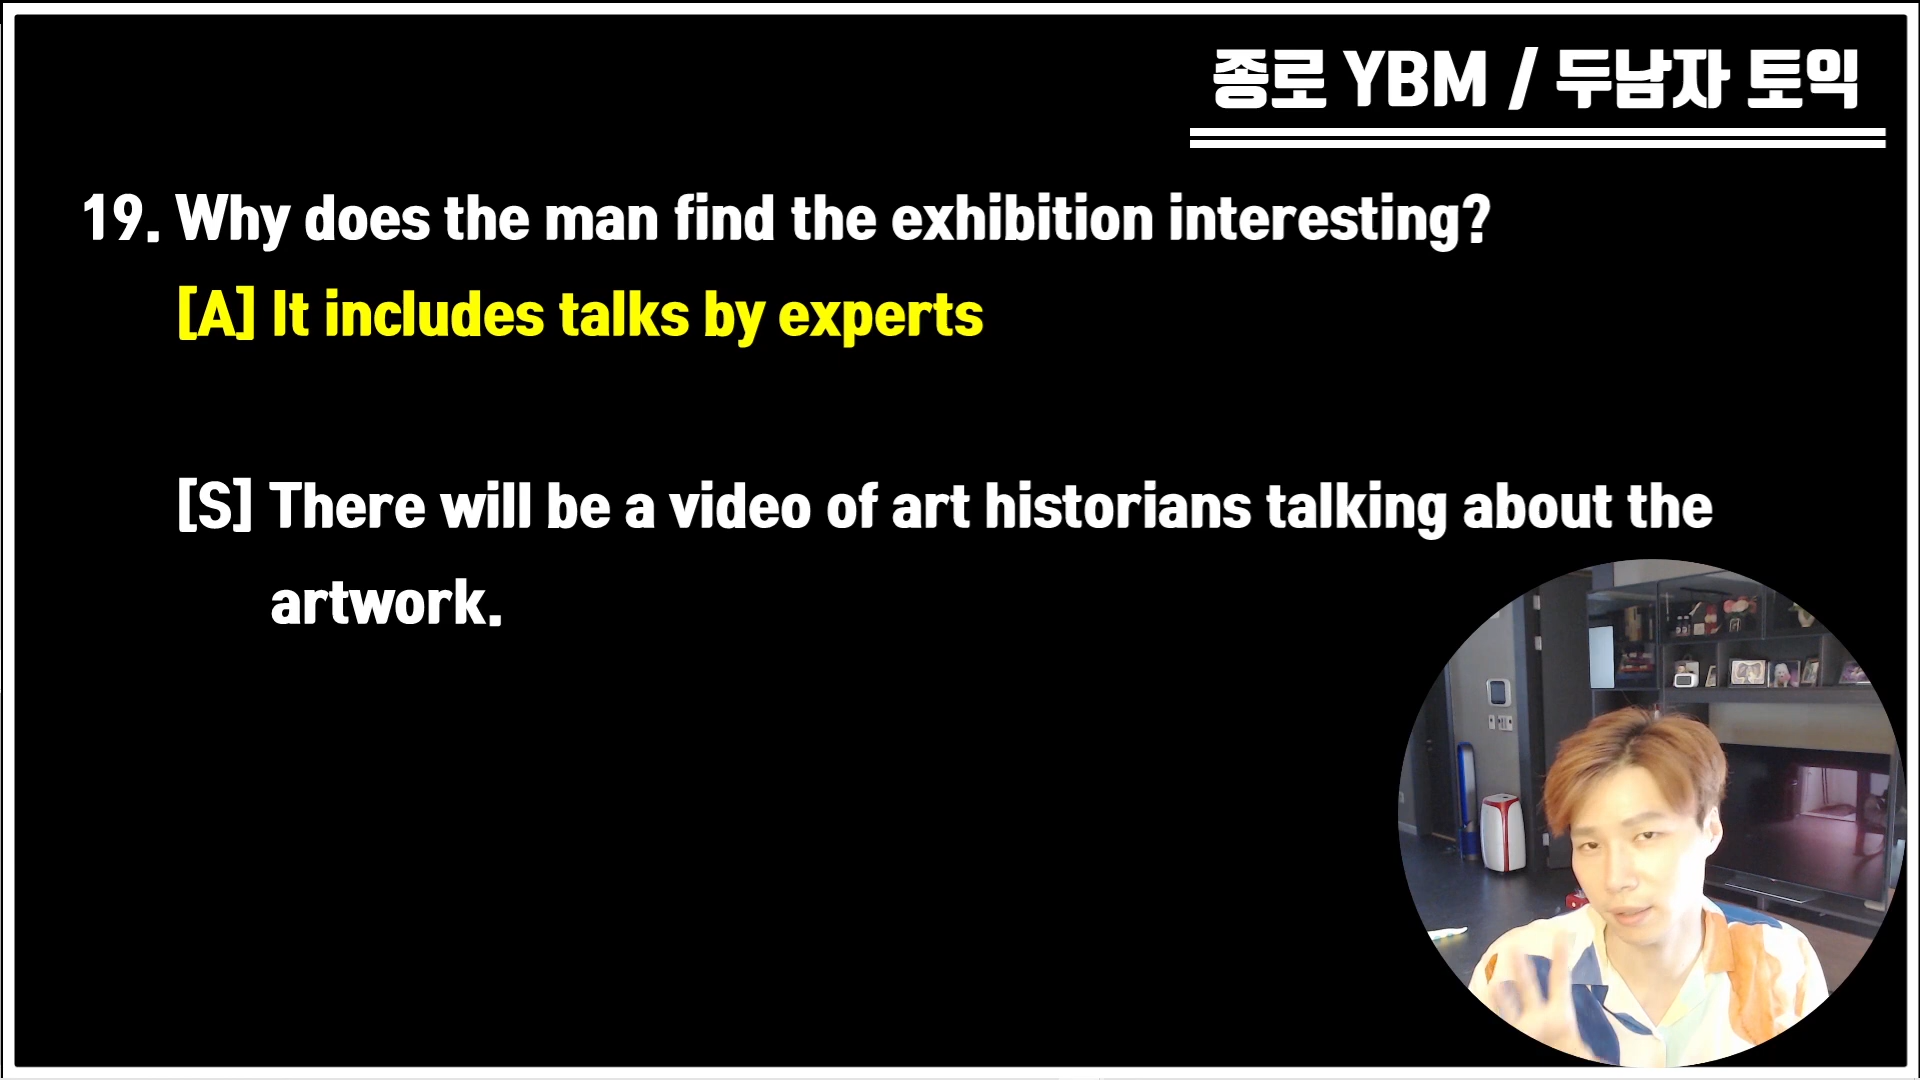 종로 YBM / 두남자 토익
19. Why does the man find the exhibition interesting?
[A] It includes talks by experts
[S] There will be a video of art historians talking about the
artwork.